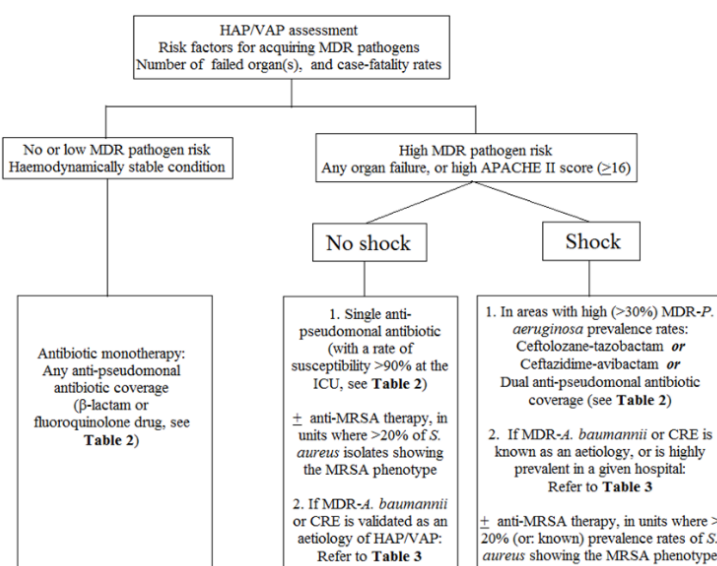 HAP/VAP assessment
Risk factors for acquiring MDR pathogens
Number of failed organ(s), and case-fatality rates
No or low MDR pathogen risk
Haemodynamically stable condition
High MDR pathogen risk
Any organ failure, or high APACHE II score (≥16)
No shock
Shock
Antibiotic monotherapy:
Any anti-pseudomonal
antibiotic coverage
(β-lactam or
fluoroquinolone drug, see
Table 2)
1. Single anti-
pseudomonal antibiotic
(with a rate of
susceptibility >90% at the
ICU, see Table 2)
± anti-MRSA therapy, in
units where >20% of S.
aureus isolates showing
the MRSA phenotype
2. If MDR-A. baumannii
or CRE is validated as an
aetiology of HAP/VAP:
Refer to Table 3
1. In areas with high (>30%) MDR-P.
aeruginosa prevalence rates:
Ceftolozane-tazobactam or
Ceftazidime-avibactam or
Dual anti-pseudomonal antibiotic
coverage (see Table 2)
2. If MDR-A. baumannii or CRE is
known as an aetiology, or is highly
prevalent in a given hospital:
Refer to Table 3
± anti-MRSA therapy, in units where >
20% (or: known) prevalence rates of S.
aureus showing the MRSA phenotype